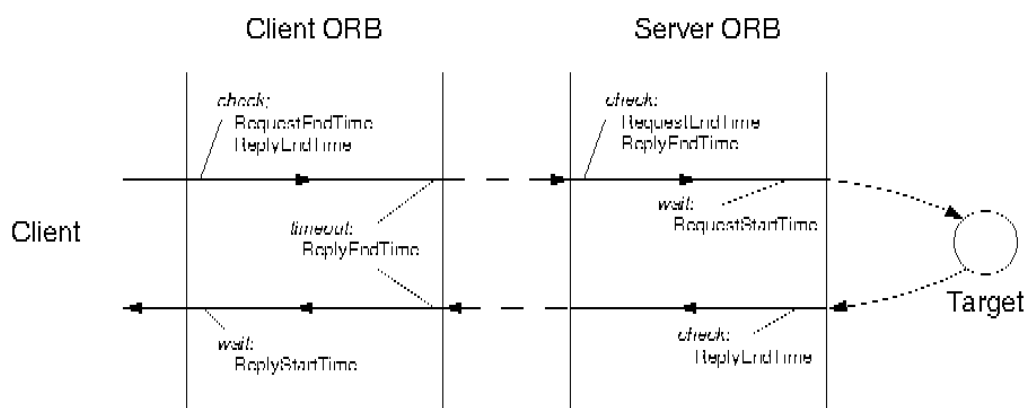 Client ORB
Server ORB
check:
RequestEndTime
ReplyEndTime
check:
RequestEndTime
ReplyEndTime
wait:
RequestStartTime
Client
timeout:
ReplyEndTime
Target
wait:
ReplyStartTime
check:
ReplyEndTime